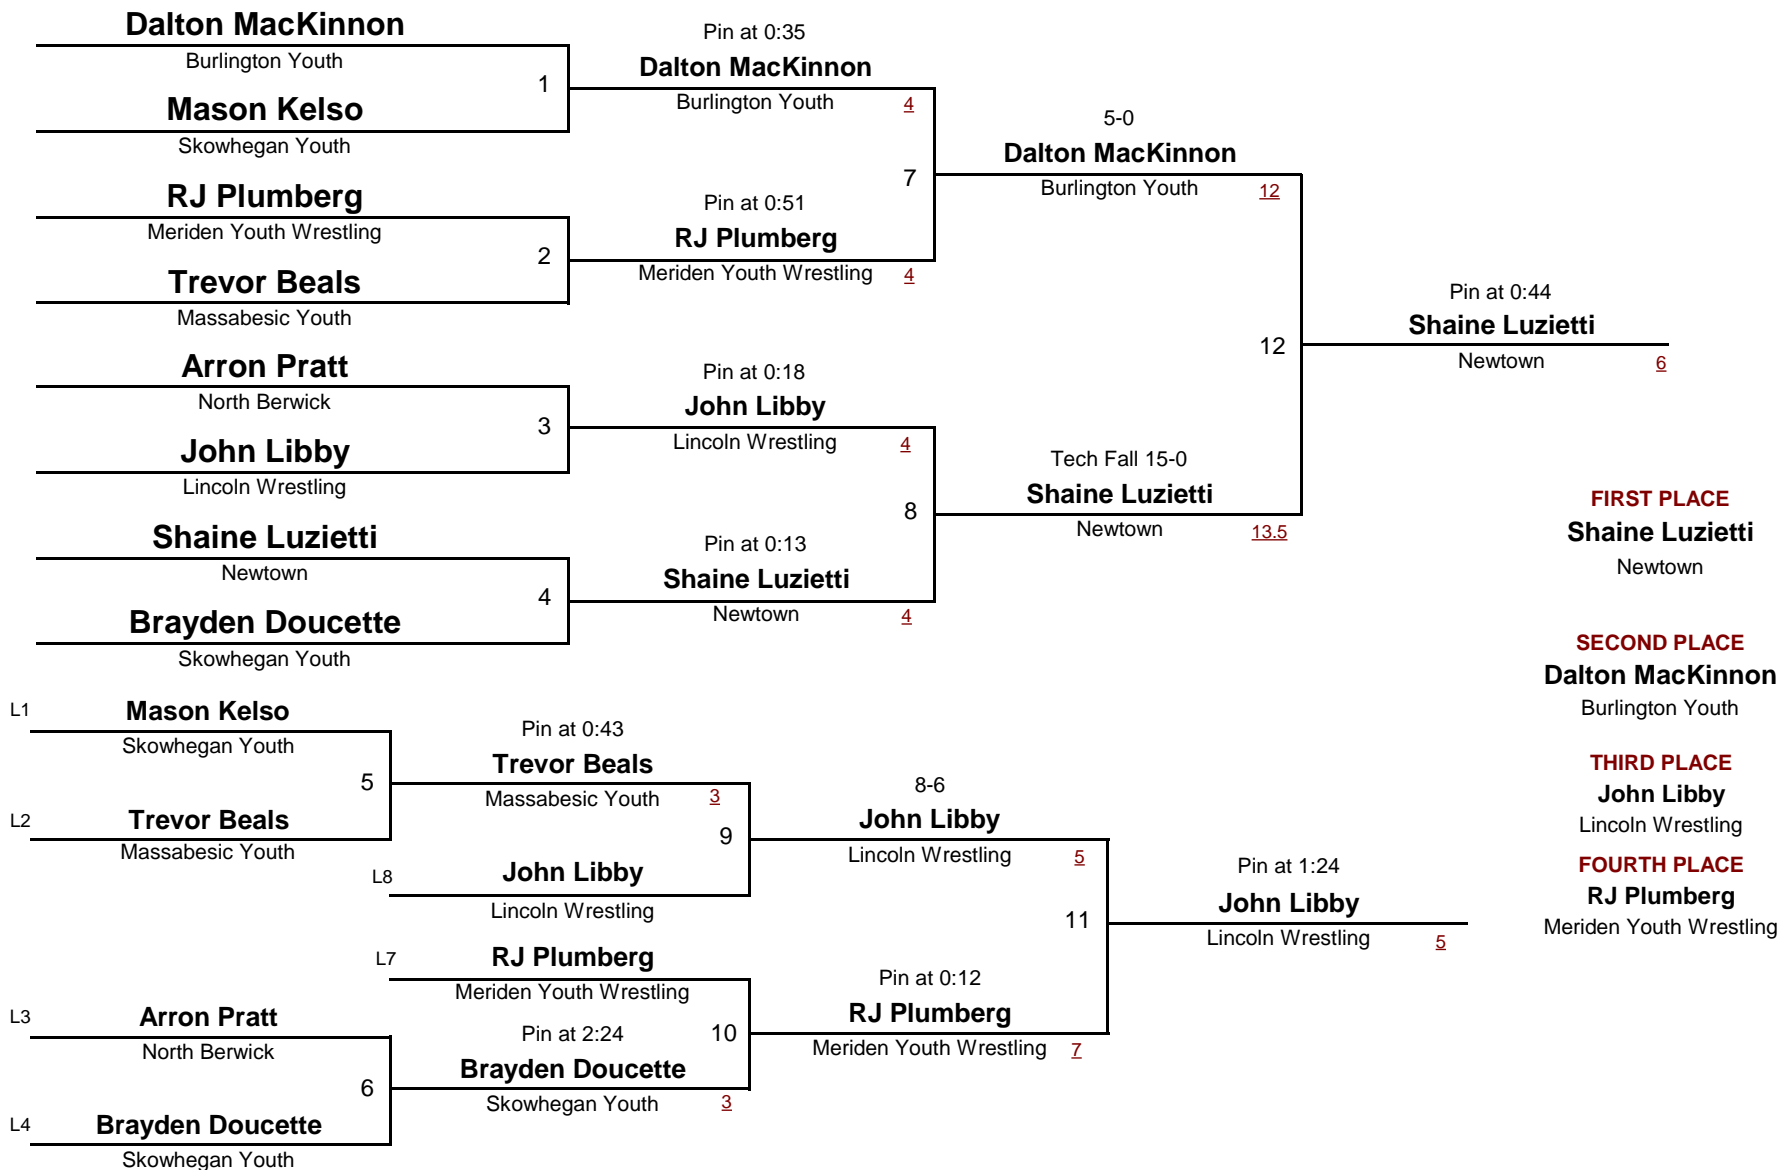 Dalton MacKinnon
Burlington Youth
1
Mason Kelso
Skowhegan Youth
RJ Plumberg
Meriden Youth Wrestling
2
Trevor Beals
Massabesic Youth
Arron Pratt
North Berwick
3
John Libby
Lincoln Wrestling
Shaine Luzietti
Newtown
4
Brayden Doucette
Skowhegan Youth
Pin at 0:35
Dalton MacKinnon
Burlington Youth 4
7
Pin at 0:51
RJ Plumberg
Meriden Youth Wrestling 4
Pin at 0:18
John Libby
Lincoln Wrestling 4
8
Pin at 0:13
Shaine Luzietti
Newtown 4
5-0
Dalton MacKinnon
Burlington Youth 12
12
Tech Fall 15-0
Shaine Luzietti
Newtown 13.5
Pin at 0:44
Shaine Luzietti
Newtown 6
FIRST PLACE
Shaine Luzietti
Newtown
SECOND PLACE
Dalton MacKinnon
Burlington Youth
THIRD PLACE
John Libby
Lincoln Wrestling
FOURTH PLACE
RJ Plumberg
Meriden Youth Wrestling
L1 Mason Kelso
Skowhegan Youth
5
L2 Trevor Beals
Massabesic Youth
L3 Arron Pratt
North Berwick
6
L4 Brayden Doucette
Skowhegan Youth
Pin at 0:43
Trevor Beals
Massabesic Youth 3
9
L8 John Libby
Lincoln Wrestling
L7 RJ Plumberg
Meriden Youth Wrestling
10
Pin at 2:24
Brayden Doucette
Skowhegan Youth 3
8-6
John Libby
Lincoln Wrestling 5
11
Pin at 0:12
RJ Plumberg
Meriden Youth Wrestling 7
Pin at 1:24
John Libby
Lincoln Wrestling 5